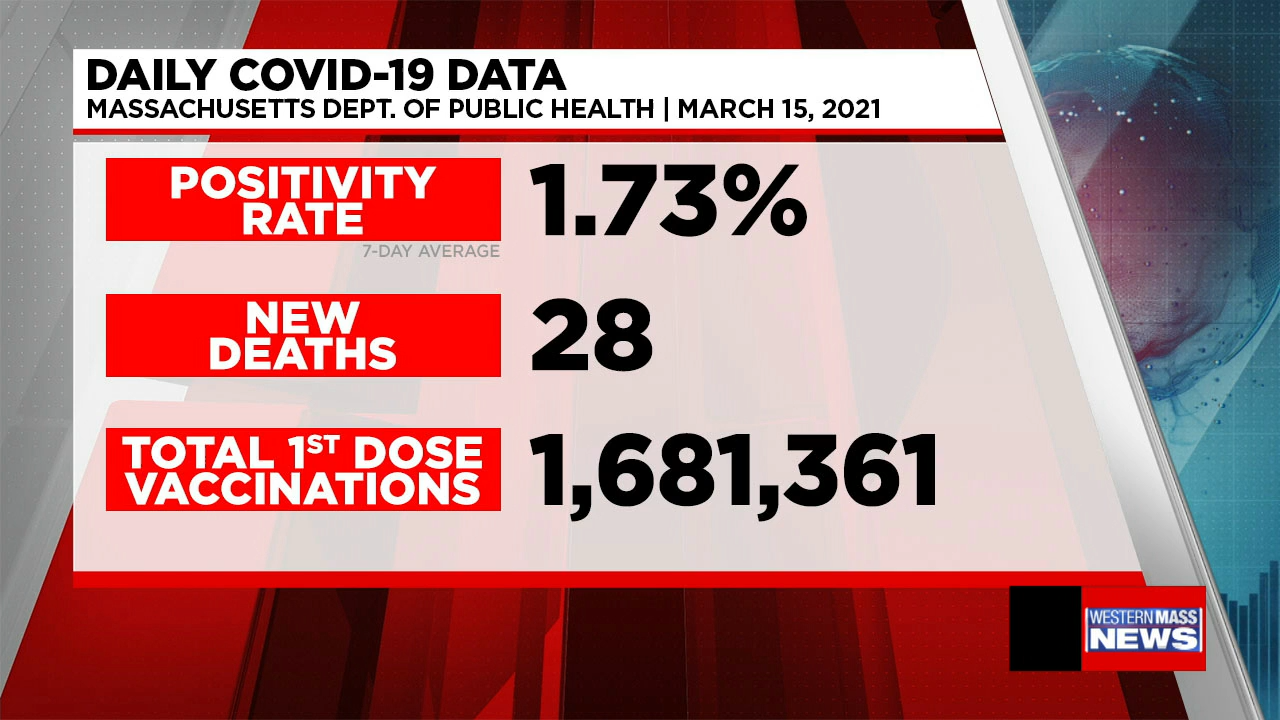 DAILY COVID-19 DATA
MASSACHUSETTS DEPT. OF PUBLIC HEALTH | MARCH 15, 2021
POSITIVITY
RATE
1.73%
7-DAY AVERAGE
NEW
DEATHS
28
TOTAL 1ST DOSE
VACCINATIONS
1,681,361
WESTERN MASS
NEWS